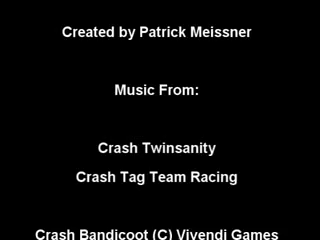 Created by Patrick Meissner
Music From:
Crash Twinsanity
Crash Tag Team Racing
Crash Bandicoot (C) Vivendi Games